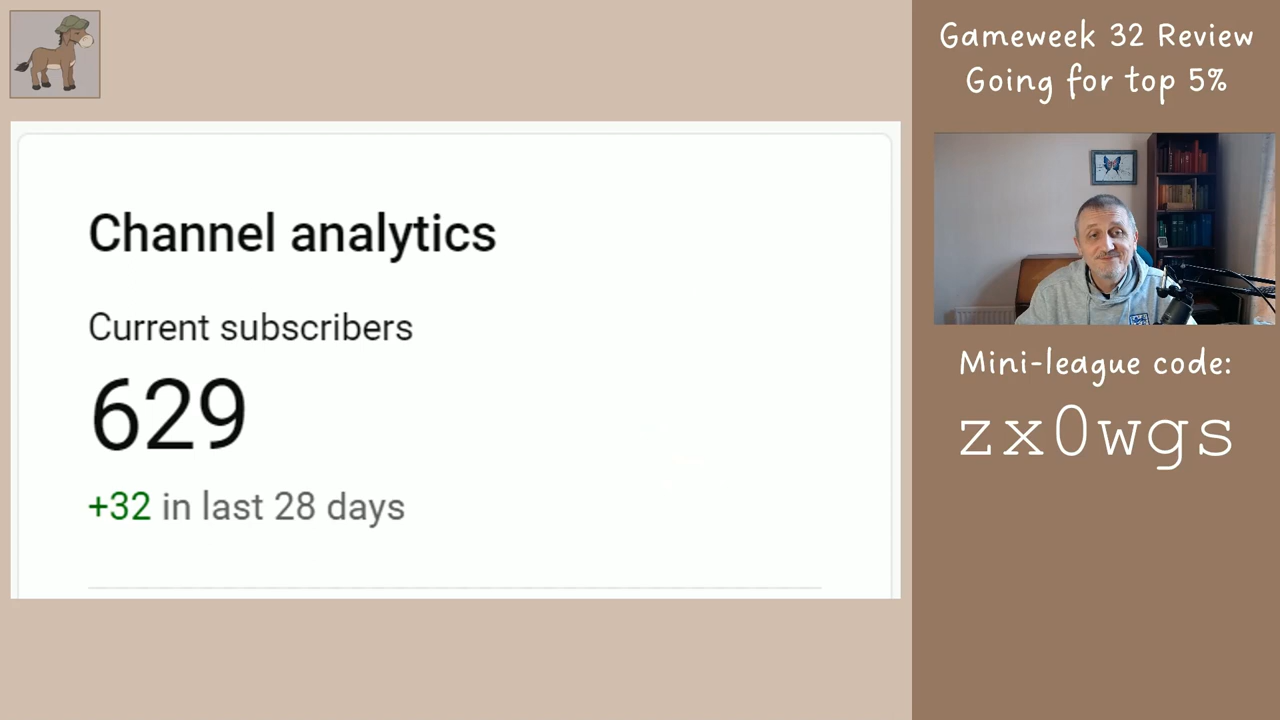 Gameweek 32 Review
Going for top 5%
Channel analytics
Current subscribers
629
+32 in last 28 days
Mini-league code:
zx0wgs